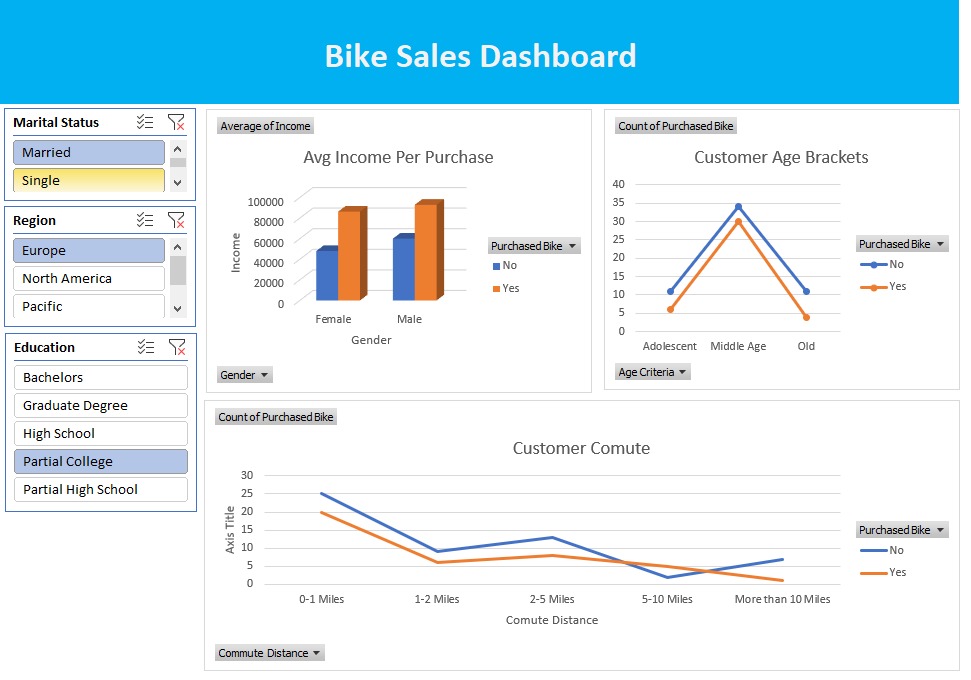 Bike Sales Dashboard
Marital Status
Married
Single
Region
Europe
North America
Pacific
Education
Bachelors
Graduate Degree
High School
Partial College
Partial High School
Average of Income
Avg Income Per Purchase
100000
80000
60000
40000
20000
0
Income
Female Male
Gender
Purchased Bike
No
Yes
Gender
Count of Purchased Bike
Customer Age Brackets
40
35
30
25
20
15
10
5
0
Adolescent Middle Age Old
Purchased Bike
No
Yes
Age Criteria
Count of Purchased Bike
Customer Comute
30
25
20
15
10
5
0
Axis Title
0-1 Miles 1-2 Miles 2-5 Miles 5-10 Miles More than 10 Miles
Comute Distance
Purchased Bike
No
Yes
Commute Distance